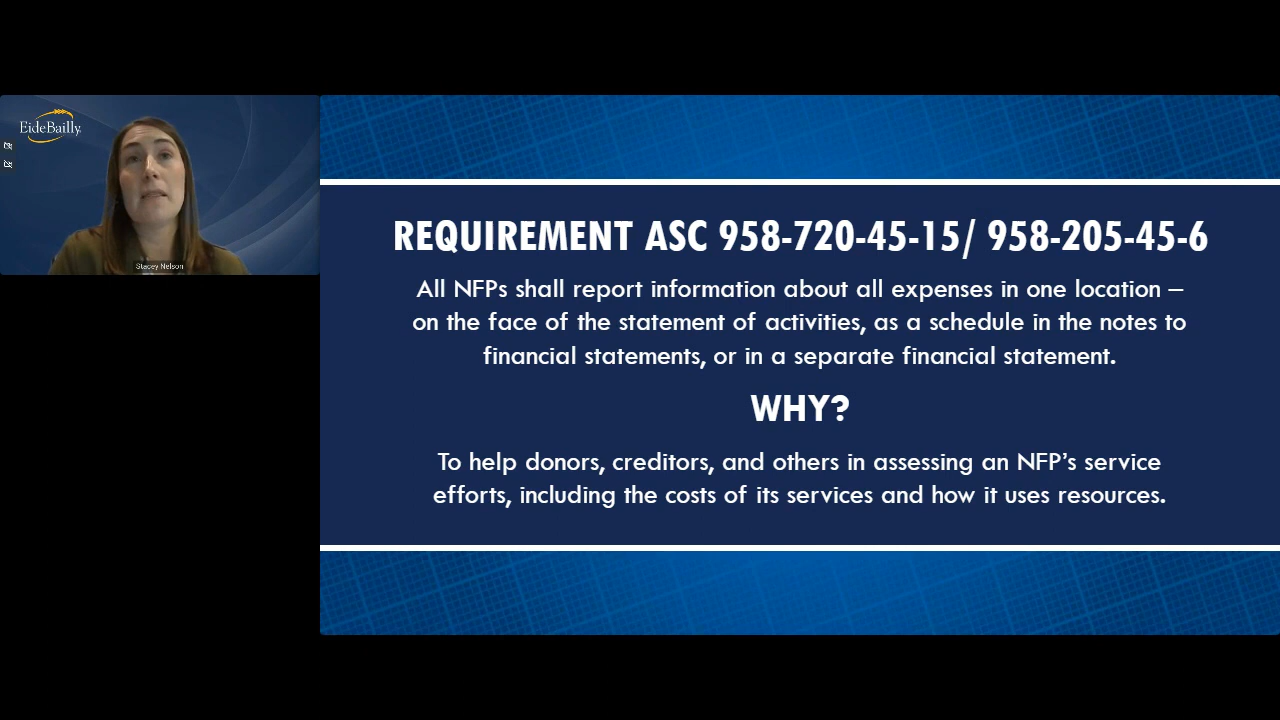 EideBailly
Stacey Nelson
REQUIREMENT ASC 958-720-45-15/ 958-205-45-6
All NFPs shall report information about all expenses in one location –
on the face of the statement of activities, as a schedule in the notes to
financial statements, or in a separate financial statement.
WHY?
To help donors, creditors, and others in assessing an NFP’s service
efforts, including the costs of its services and how it uses resources.